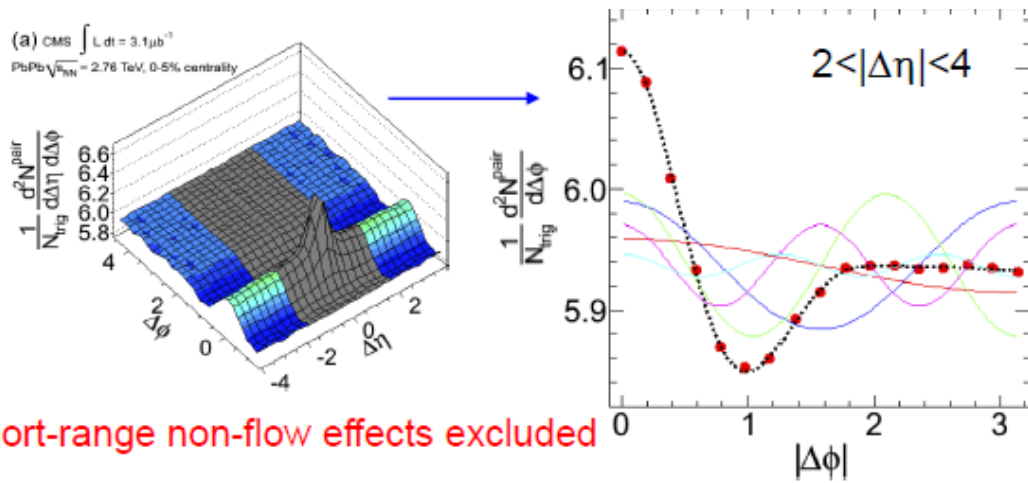 (a) CMS ∫ L dt = 3.1μb⁻¹
PbPb √s_NN = 2.76 TeV, 0-5% centrality
1/N_trig d²N^pair/dΔη dΔϕ
6.6
6.4
6.2
6.0
5.8
4
2
0
Δϕ
-4
-2
0
2
Δη
2<|Δη|<4
1/N_trig d²N^pair/dΔϕ
6.1
6.0
5.9
0
1
2
3
|Δϕ|
ort-range non-flow effects excluded